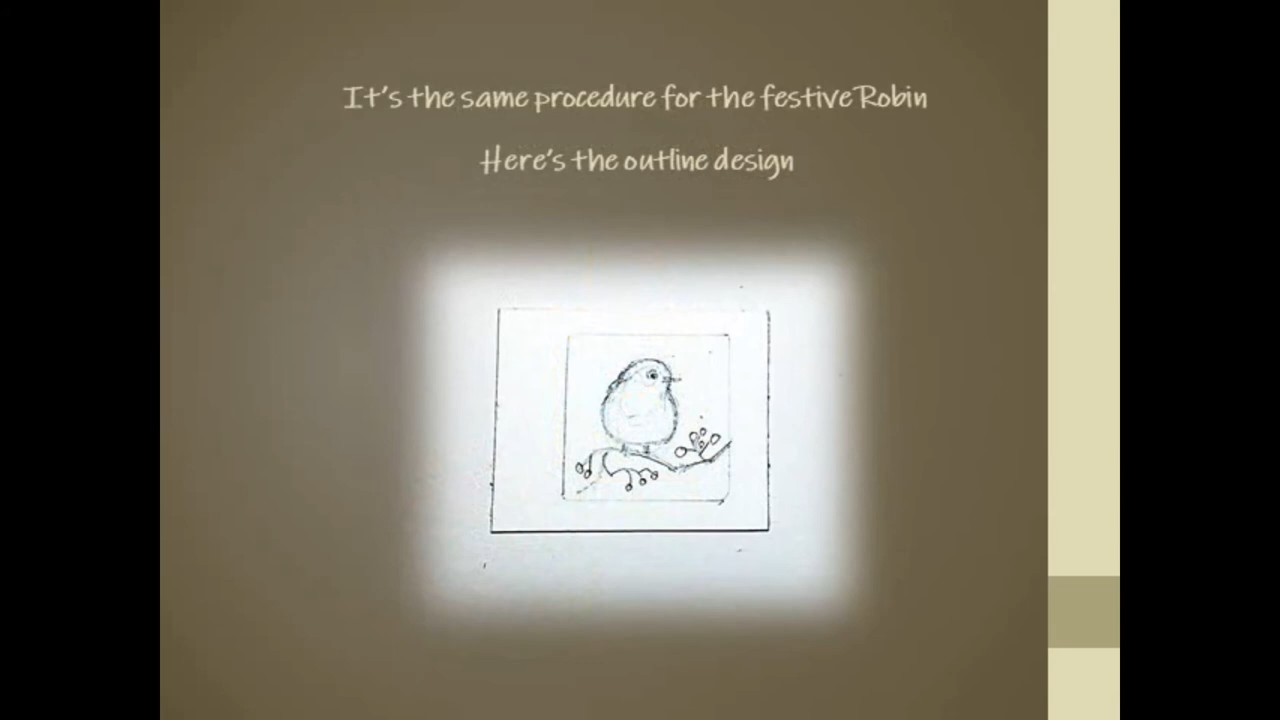 It's the same procedure for the festive Robin
Here's the outline design